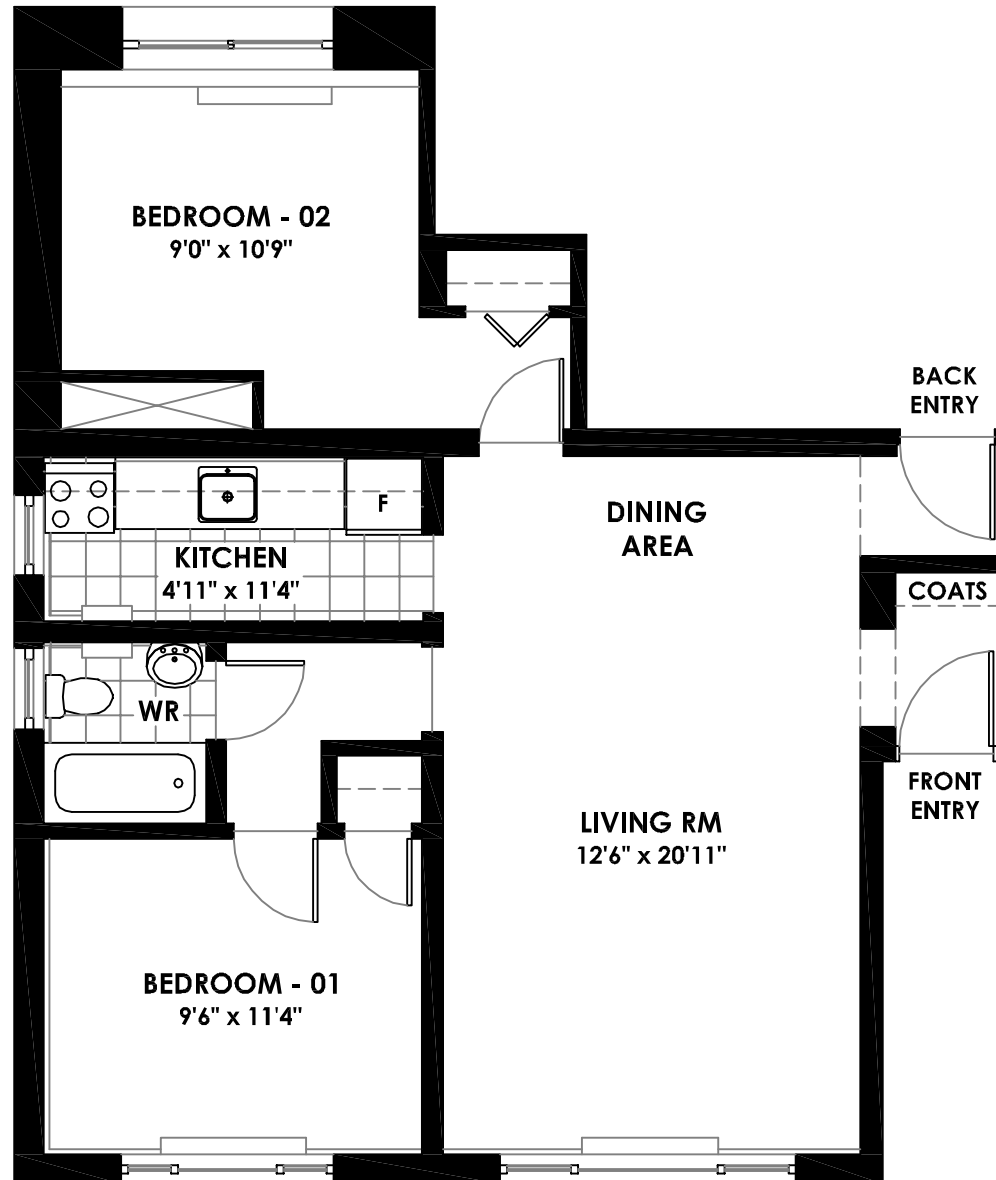 BEDROOM - 02
9'0" x 10'9"
BACK
ENTRY
F
DINING
AREA
KITCHEN
4'11" x 11'4"
COATS
WR
FRONT
ENTRY
LIVING RM
12'6" x 20'11"
BEDROOM - 01
9'6" x 11'4"